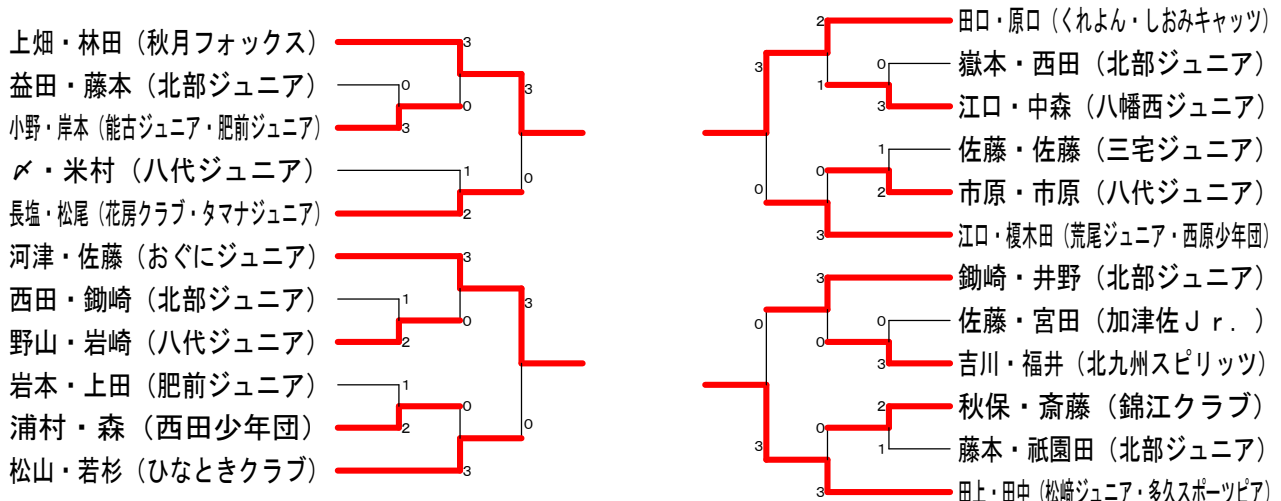 上畑・林田（秋月フォックス）
3
益田・藤本（北部ジュニア）
0
3
0
小野・岸本（能古ジュニア・肥前ジュニア）
3
〆・米村（八代ジュニア）
1
0
長塩・松尾（花房クラブ・タマナジュニア）
2
河津・佐藤（おぐにジュニア）
3
西田・鋤崎（北部ジュニア）
1
3
0
野山・岩崎（八代ジュニア）
2
岩本・上田（肥前ジュニア）
1
0
浦村・森（西田少年団）
2
0
松山・若杉（ひなときクラブ）
3
2
田口・原口（くれよん・しおみキャッツ）
3
0
嶽本・西田（北部ジュニア）
1
3
江口・中森（八幡西ジュニア）
1
佐藤・佐藤（三宅ジュニア）
0
0
2
市原・市原（八代ジュニア）
3
江口・榎木田（荒尾ジュニア・西原少年団）
3
鋤崎・井野（北部ジュニア）
0
0
佐藤・宮田（加津佐Ｊｒ．）
0
3
吉川・福井（北九州スピリッツ）
2
秋保・斎藤（錦江クラブ）
0
3
1
藤本・祇園田（北部ジュニア）
3
田上・田中（松﨑ジュニア・多久スポーツピア）